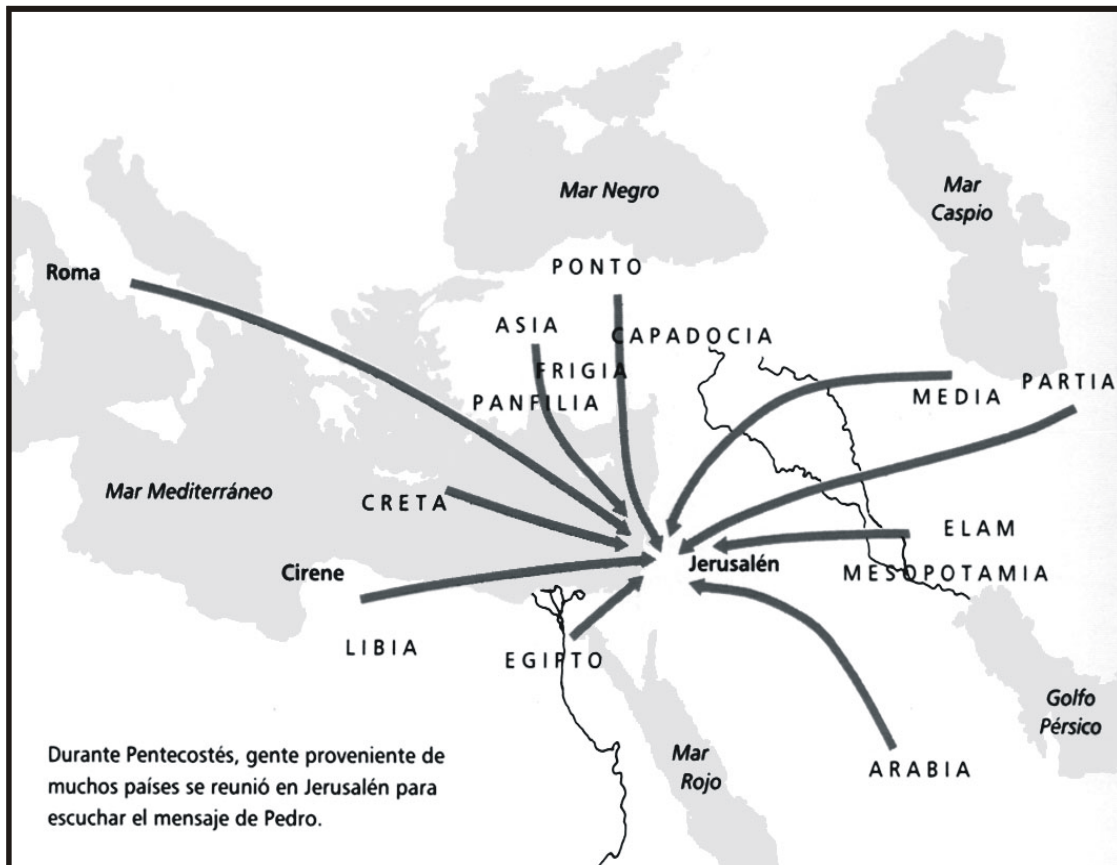 Mar Negro
Mar
Caspio
Roma
PONTO
ASIA
CAPADOCIA
FRIGIA
PANFILIA
MEDIA
PARTIA
Mar Mediterráneo
CRETA
ELAM
Cirene
Jerusalén
MESOPOTAMIA
LIBIA
EGIPTO
Golfo
Pérsico
Mar
Rojo
ARABIA
Durante Pentecostés, gente proveniente de
muchos países se reunió en Jerusalén para
escuchar el mensaje de Pedro.